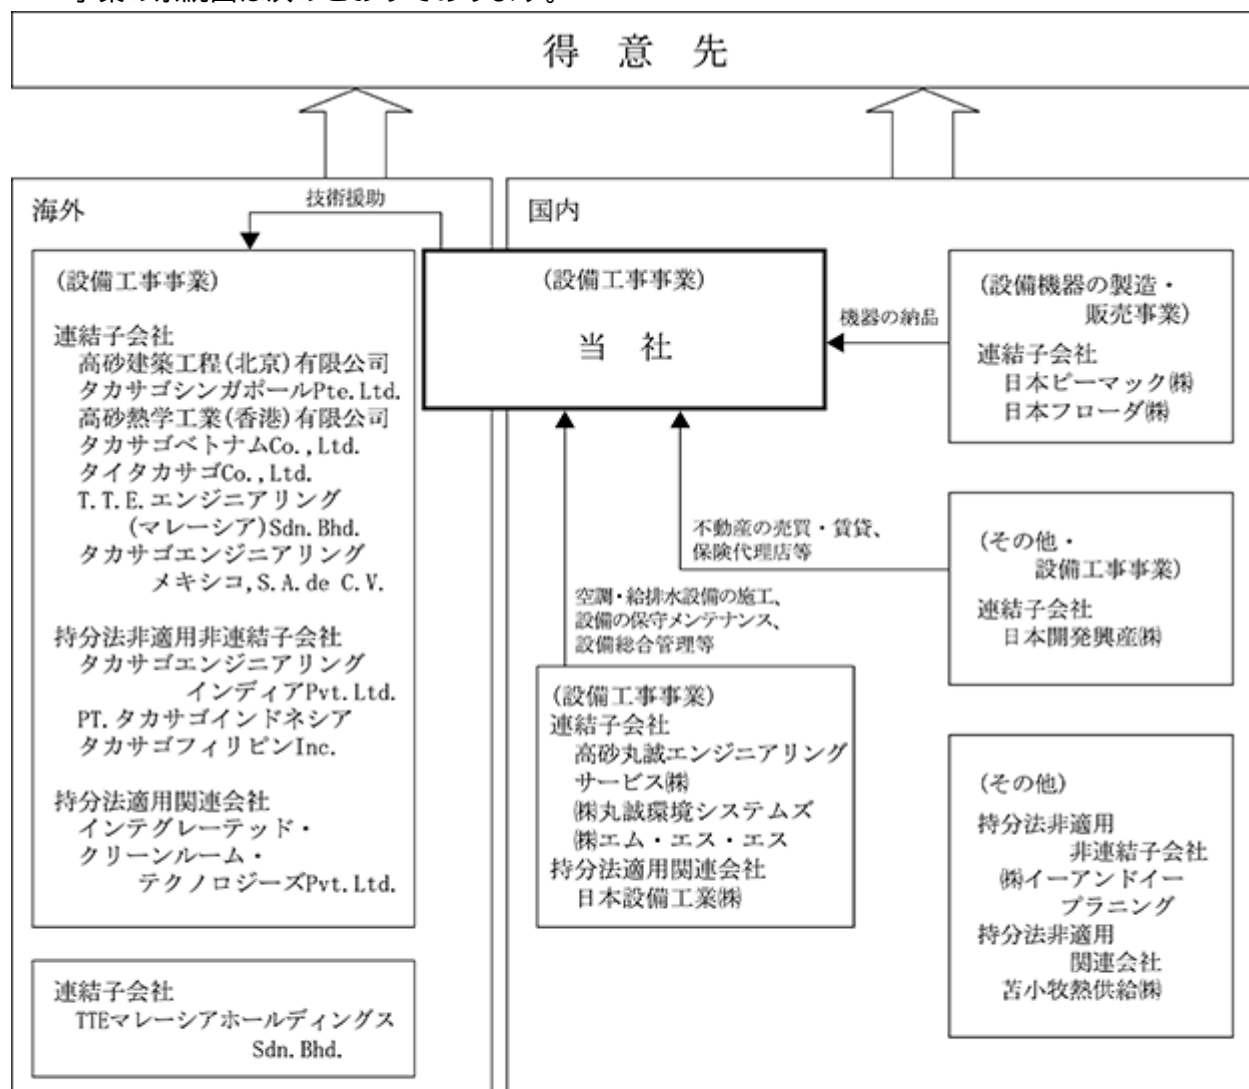 事業の系統図は次のとおりであります。
得　意　先
海外
技術援助
(設備工事事業)
連結子会社
高砂建築工程(北京)有限公司
タカサゴシンガポールPte.Ltd.
高砂熱学工業(香港)有限公司
タカサゴベトナムCo.,Ltd.
タイタカサゴCo.,Ltd.
T.T.E.エンジニアリング
(マレーシア)Sdn.Bhd.
タカサゴエンジニアリング
メキシコ,S.A.de C.V.
持分法非適用非連結子会社
タカサゴエンジニアリング
インディアPvt.Ltd.
PT.タカサゴインドネシア
タカサゴフィリピンInc.
持分法適用関連会社
インテグレーテッド・
クリーンルーム・
テクノロジーズPvt.Ltd.
連結子会社
TTEマレーシアホールディングス
Sdn.Bhd.
国内
(設備工事事業)
当　社
機器の納品
(設備機器の製造・
販売事業)
連結子会社
日本ピーマック㈱
日本フローダ㈱
不動産の売買・賃貸、
保険代理店等
(その他・
設備工事事業)
連結子会社
日本開発興産㈱
空調・給排水設備の施工、
設備の保守メンテナンス、
設備総合管理等
(設備工事事業)
連結子会社
高砂丸誠エンジニアリング
サービス㈱
㈱丸誠環境システムズ
㈱エム・エス・エス
持分法適用関連会社
日本設備工業㈱
(その他)
持分法非適用
非連結子会社
㈱イーアンドイー
プラニング
持分法非適用
関連会社
苫小牧熱供給㈱